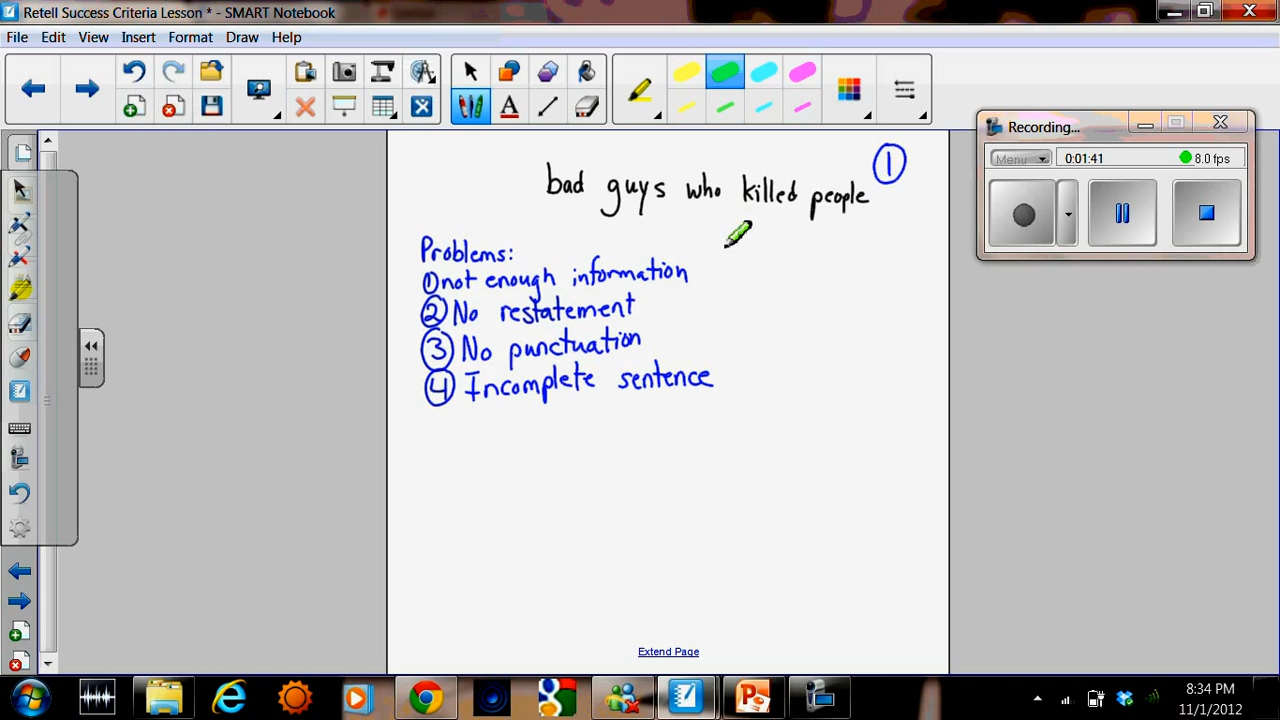 Retell Success Criteria Lesson * - SMART Notebook
File Edit View Insert Format Draw Help
Recording...
Menu 0:01:41 8.0 fps
1
bad guys who killed people
Problems:
1 not enough information
2 No restatement
3 No punctuation
4 Incomplete sentence
Extend Page
8:34 PM
11/1/2012